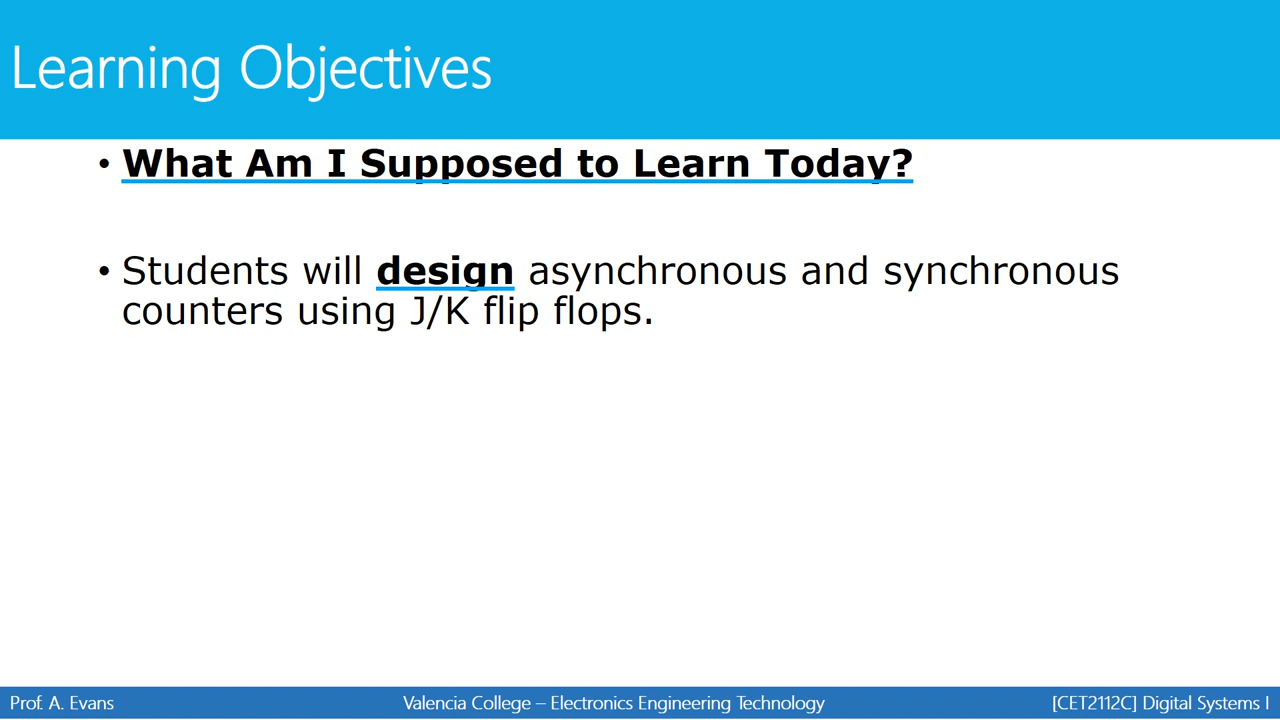 Learning Objectives
• What Am I Supposed to Learn Today?
• Students will design asynchronous and synchronous
counters using J/K flip flops.
Prof. A. Evans
Valencia College – Electronics Engineering Technology
[CET2112C] Digital Systems I